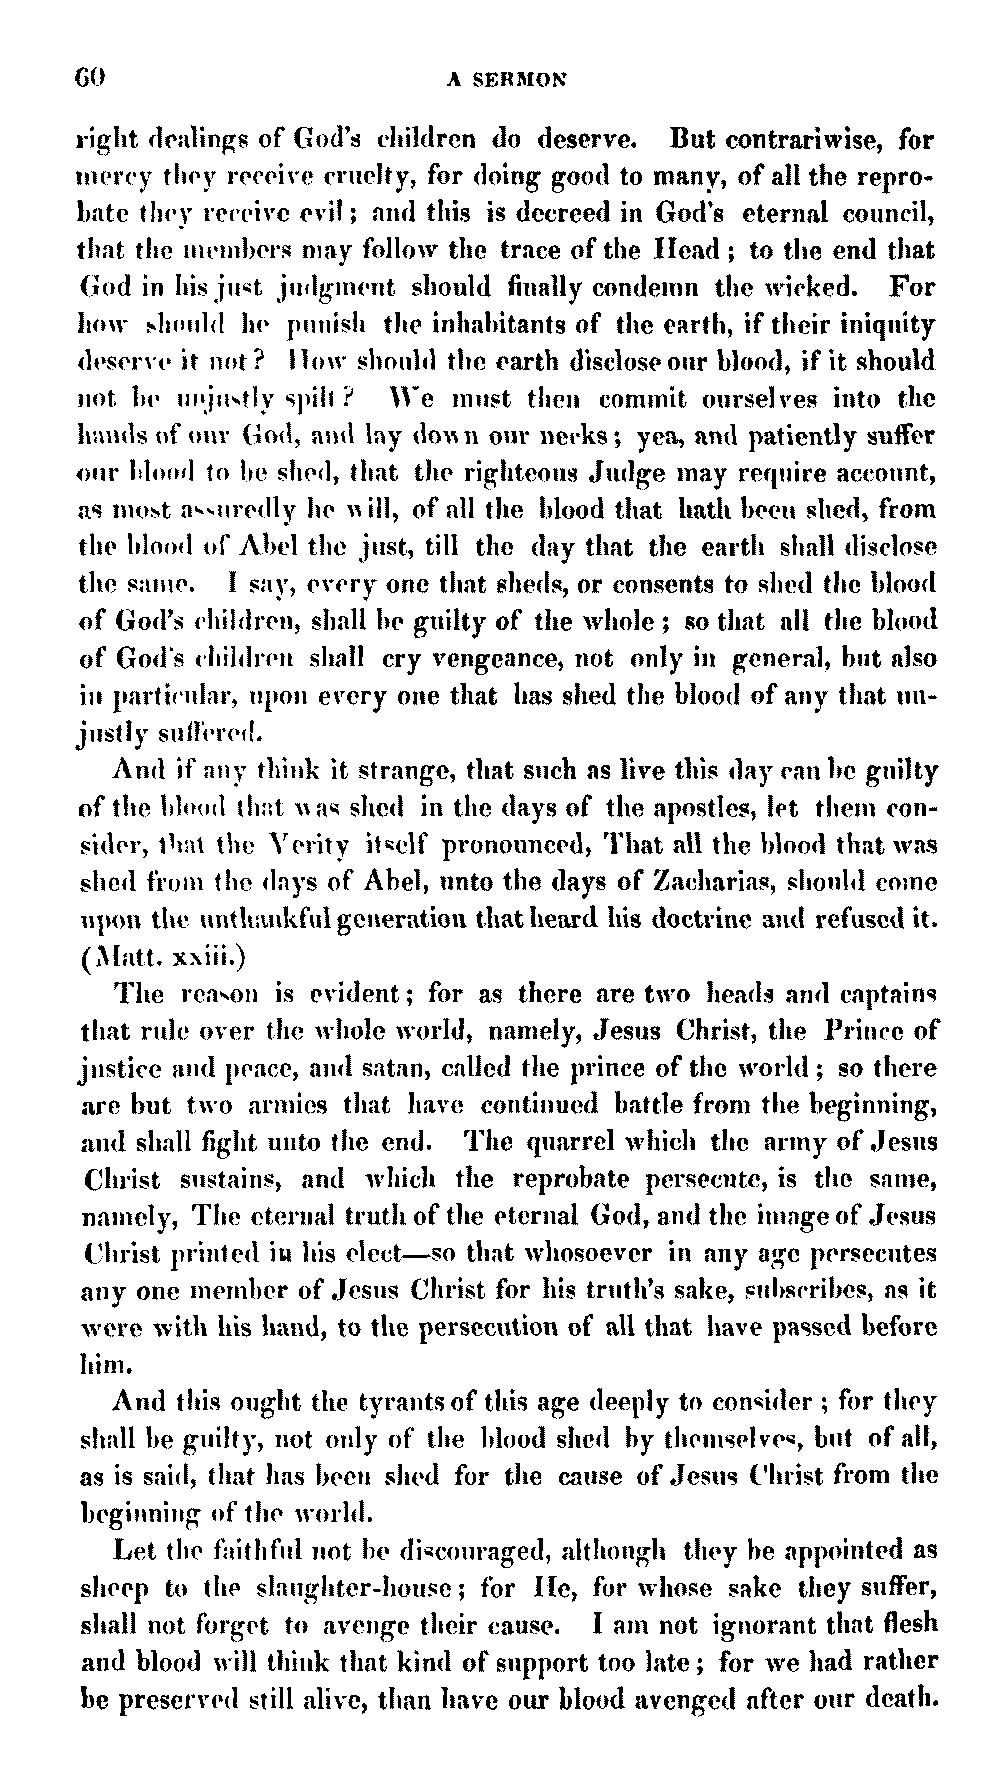 60 A SERMON
right dealings of God's children do deserve. But contrariwise, for
mercy they receive cruelty, for doing good to many, of all the repro-
bate they receive evil; and this is decreed in God's eternal council,
that the members may follow the trace of the Head; to the end that
God in his just judgment should finally condemn the wicked. For
how should he punish the inhabitants of the earth, if their iniquity
deserve it not? How should the earth disclose our blood, if it should
not be unjustly spilt? We must then commit ourselves into the
hands of our God, and lay down our necks; yea, and patiently suffer
our blood to be shed, that the righteous Judge may require account,
as most assuredly he will, of all the blood that hath been shed, from
the blood of Abel the just, till the day that the earth shall disclose
the same. I say, every one that sheds, or consents to shed the blood
of God's children, shall be guilty of the whole; so that all the blood
of God's children shall cry vengeance, not only in general, but also
in particular, upon every one that has shed the blood of any that un-
justly suffered.
And if any think it strange, that such as live this day can be guilty
of the blood that was shed in the days of the apostles, let them con-
sider, that the Verity itself pronounced, That all the blood that was
shed from the days of Abel, unto the days of Zacharias, should come
upon the unthankful generation that heard his doctrine and refused it.
(Matt. xxiii.)
The reason is evident; for as there are two heads and captains
that rule over the whole world, namely, Jesus Christ, the Prince of
justice and peace, and satan, called the prince of the world; so there
are but two armies that have continued battle from the beginning,
and shall fight unto the end. The quarrel which the army of Jesus
Christ sustains, and which the reprobate persecute, is the same,
namely, The eternal truth of the eternal God, and the image of Jesus
Christ printed in his elect—so that whosoever in any age persecutes
any one member of Jesus Christ for his truth's sake, subscribes, as it
were with his hand, to the persecution of all that have passed before
him.
And this ought the tyrants of this age deeply to consider; for they
shall be guilty, not only of the blood shed by themselves, but of all,
as is said, that has been shed for the cause of Jesus Christ from the
beginning of the world.
Let the faithful not be discouraged, although they be appointed as
sheep to the slaughter-house; for He, for whose sake they suffer,
shall not forget to avenge their cause. I am not ignorant that flesh
and blood will think that kind of support too late; for we had rather
be preserved still alive, than have our blood avenged after our death.